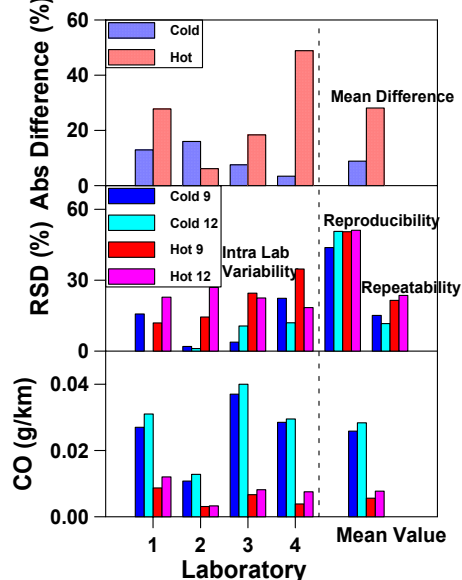 60
40
20
0
Abs Difference (%)
Cold
Hot
Mean Difference
60
30
0
RSD (%)
Cold 9
Cold 12
Hot 9
Hot 12
Intra Lab
Variability
Reproducibility
Repeatability
0.04
0.02
0.00
CO (g/km)
1 2 3 4
Mean Value
Laboratory